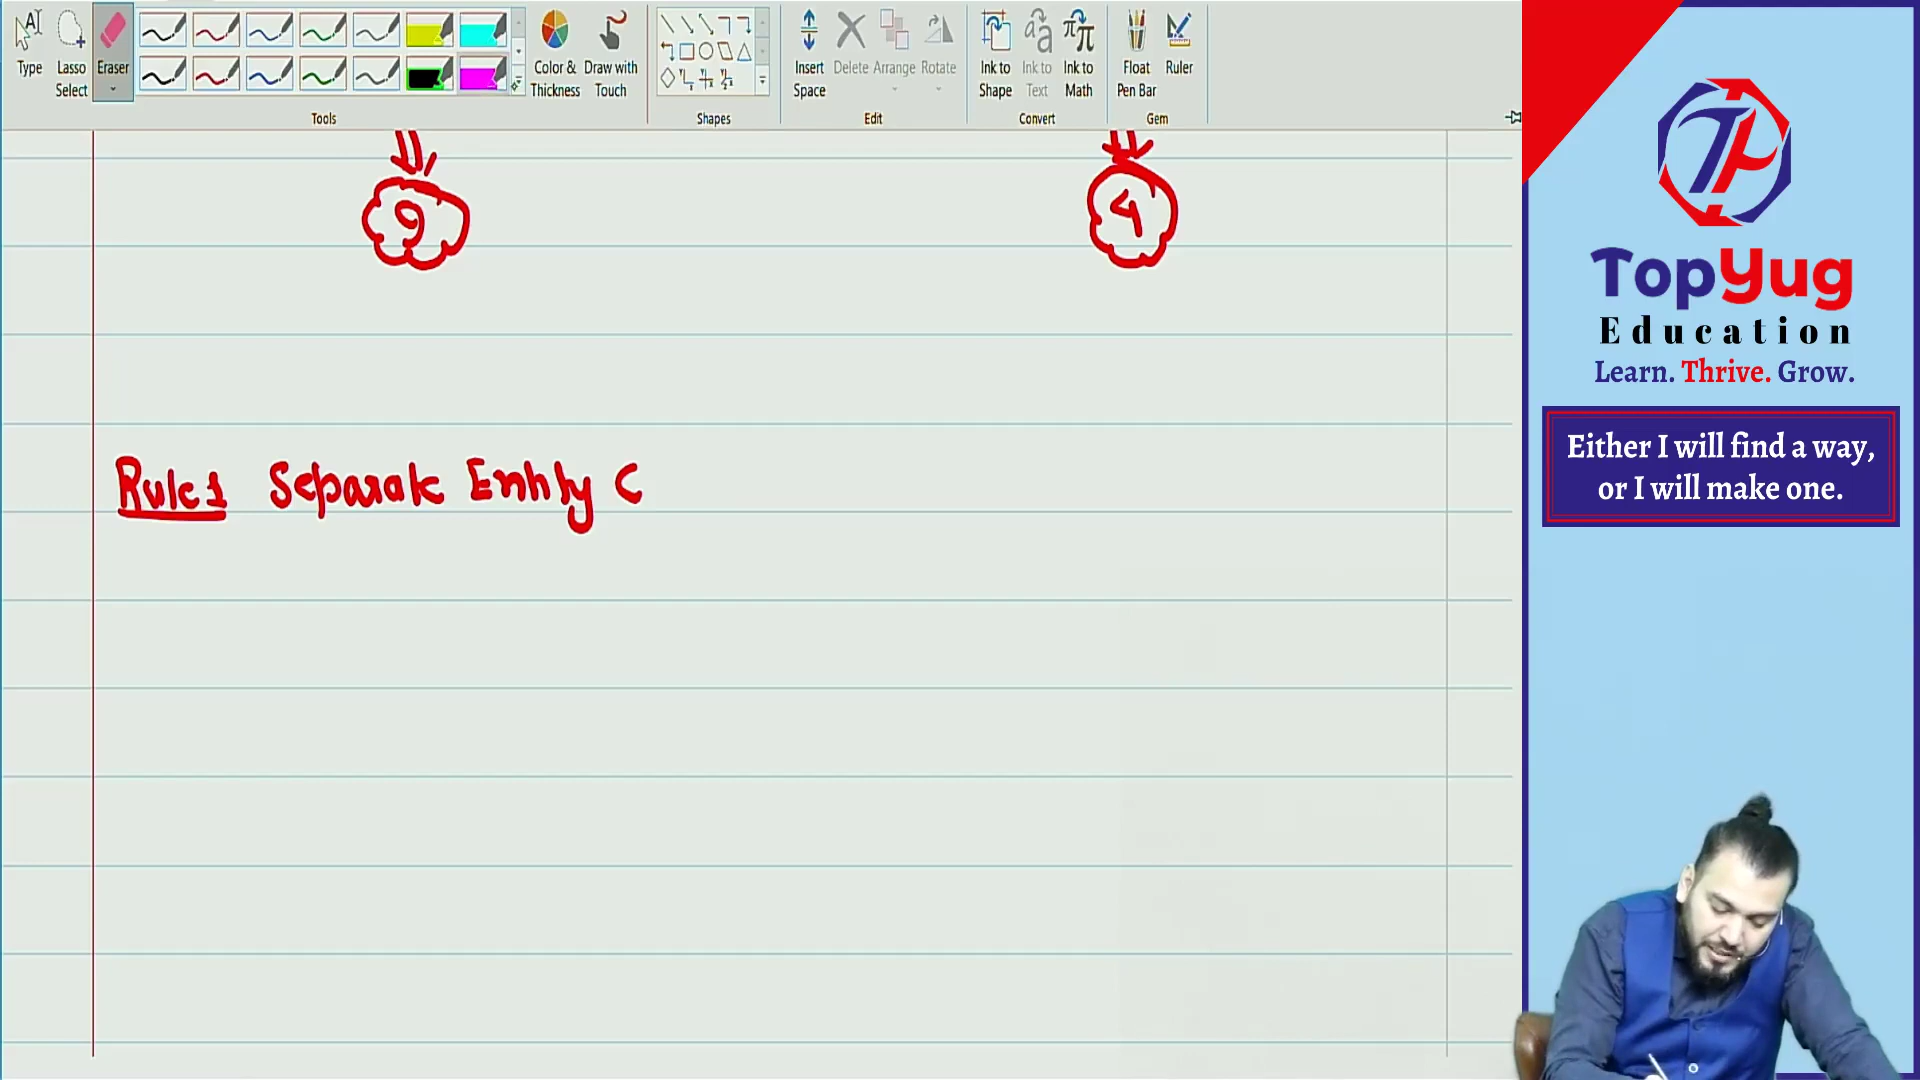 Type
Lasso Select
Eraser
Color & Thickness
Draw with Touch
Insert Space
Delete
Arrange
Rotate
Ink to Shape
Ink to Text
Ink to Math
Float Pen Bar
Ruler
Tools
Shapes
Edit
Convert
Gem
9
4
Rule 1 Separate Entity C
TopYug
Education
Learn. Thrive. Grow.
Either I will find a way,
or I will make one.